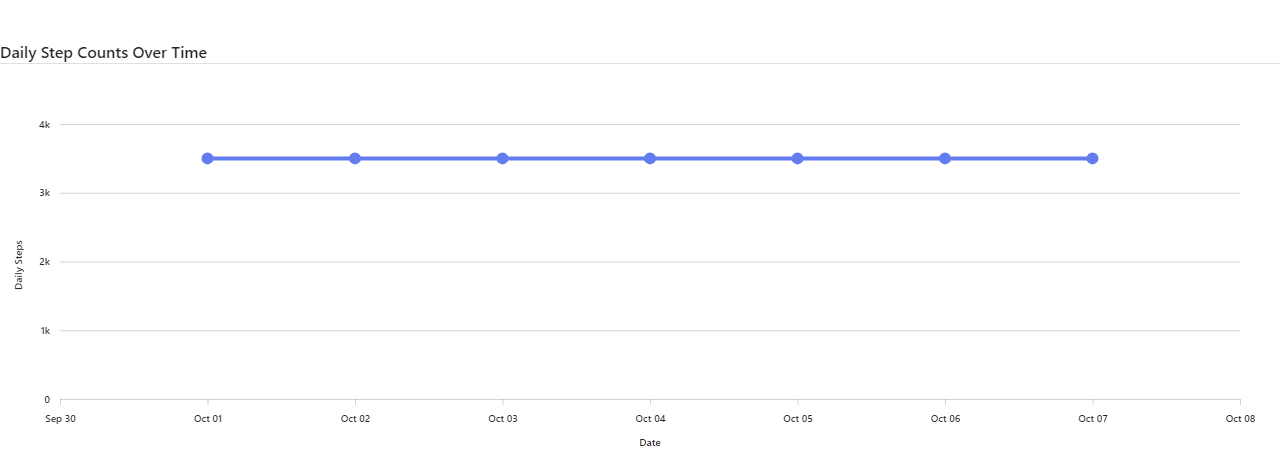 Daily Step Counts Over Time
4k
3k
2k
1k
0
Daily Steps
Sep 30 Oct 01 Oct 02 Oct 03 Oct 04 Oct 05 Oct 06 Oct 07 Oct 08
Date